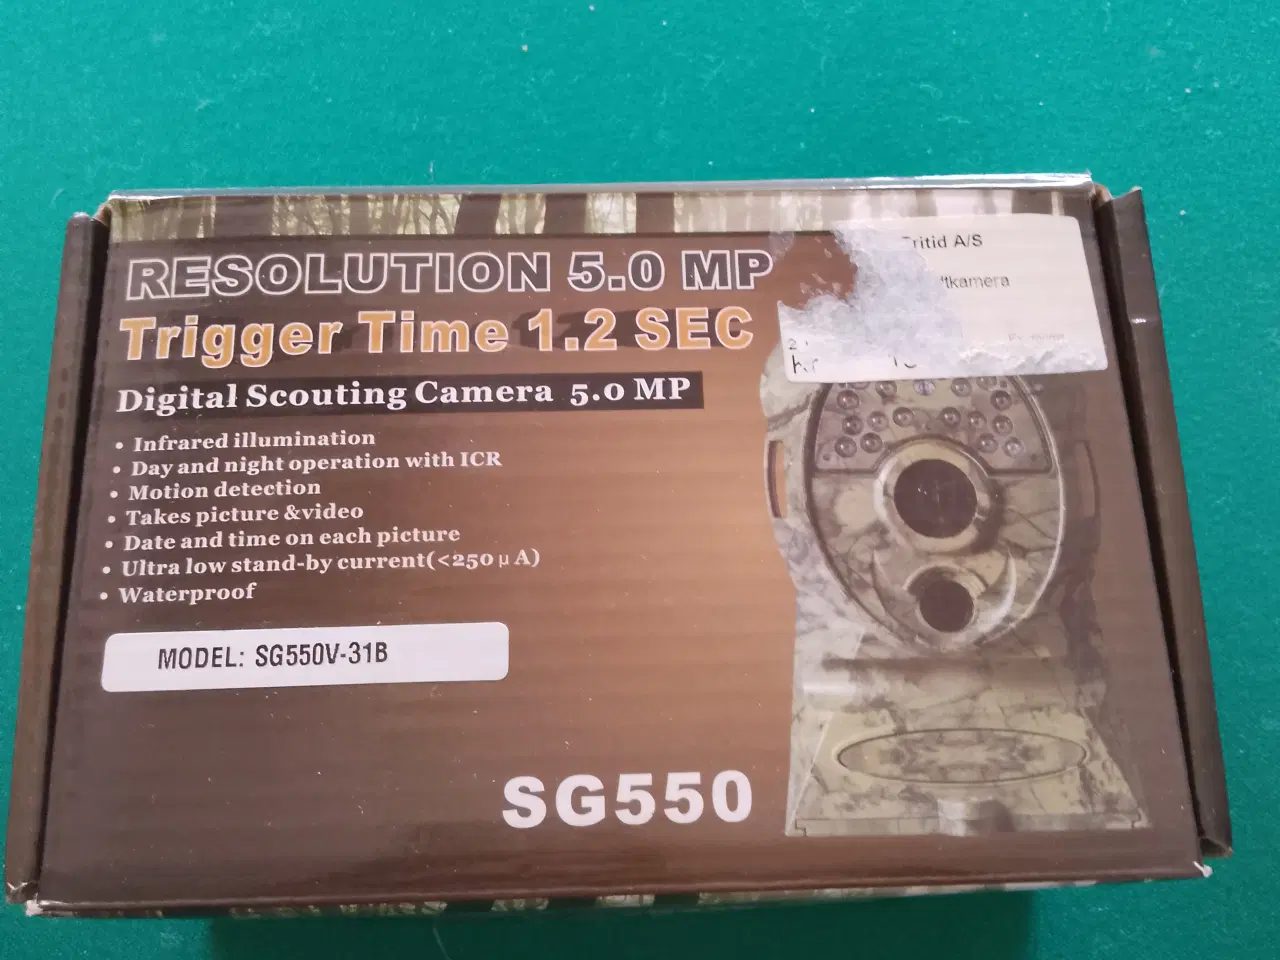 RESOLUTION 5.0 MP
Trigger Time 1.2 SEC
Digital Scouting Camera 5.0 MP
• Infrared illumination
• Day and night operation with ICR
• Motion detection
• Takes picture &video
• Date and time on each picture
• Ultra low stand-by current(<250 μ A)
• Waterproof
MODEL: SG550V-31B
SG550
A/S